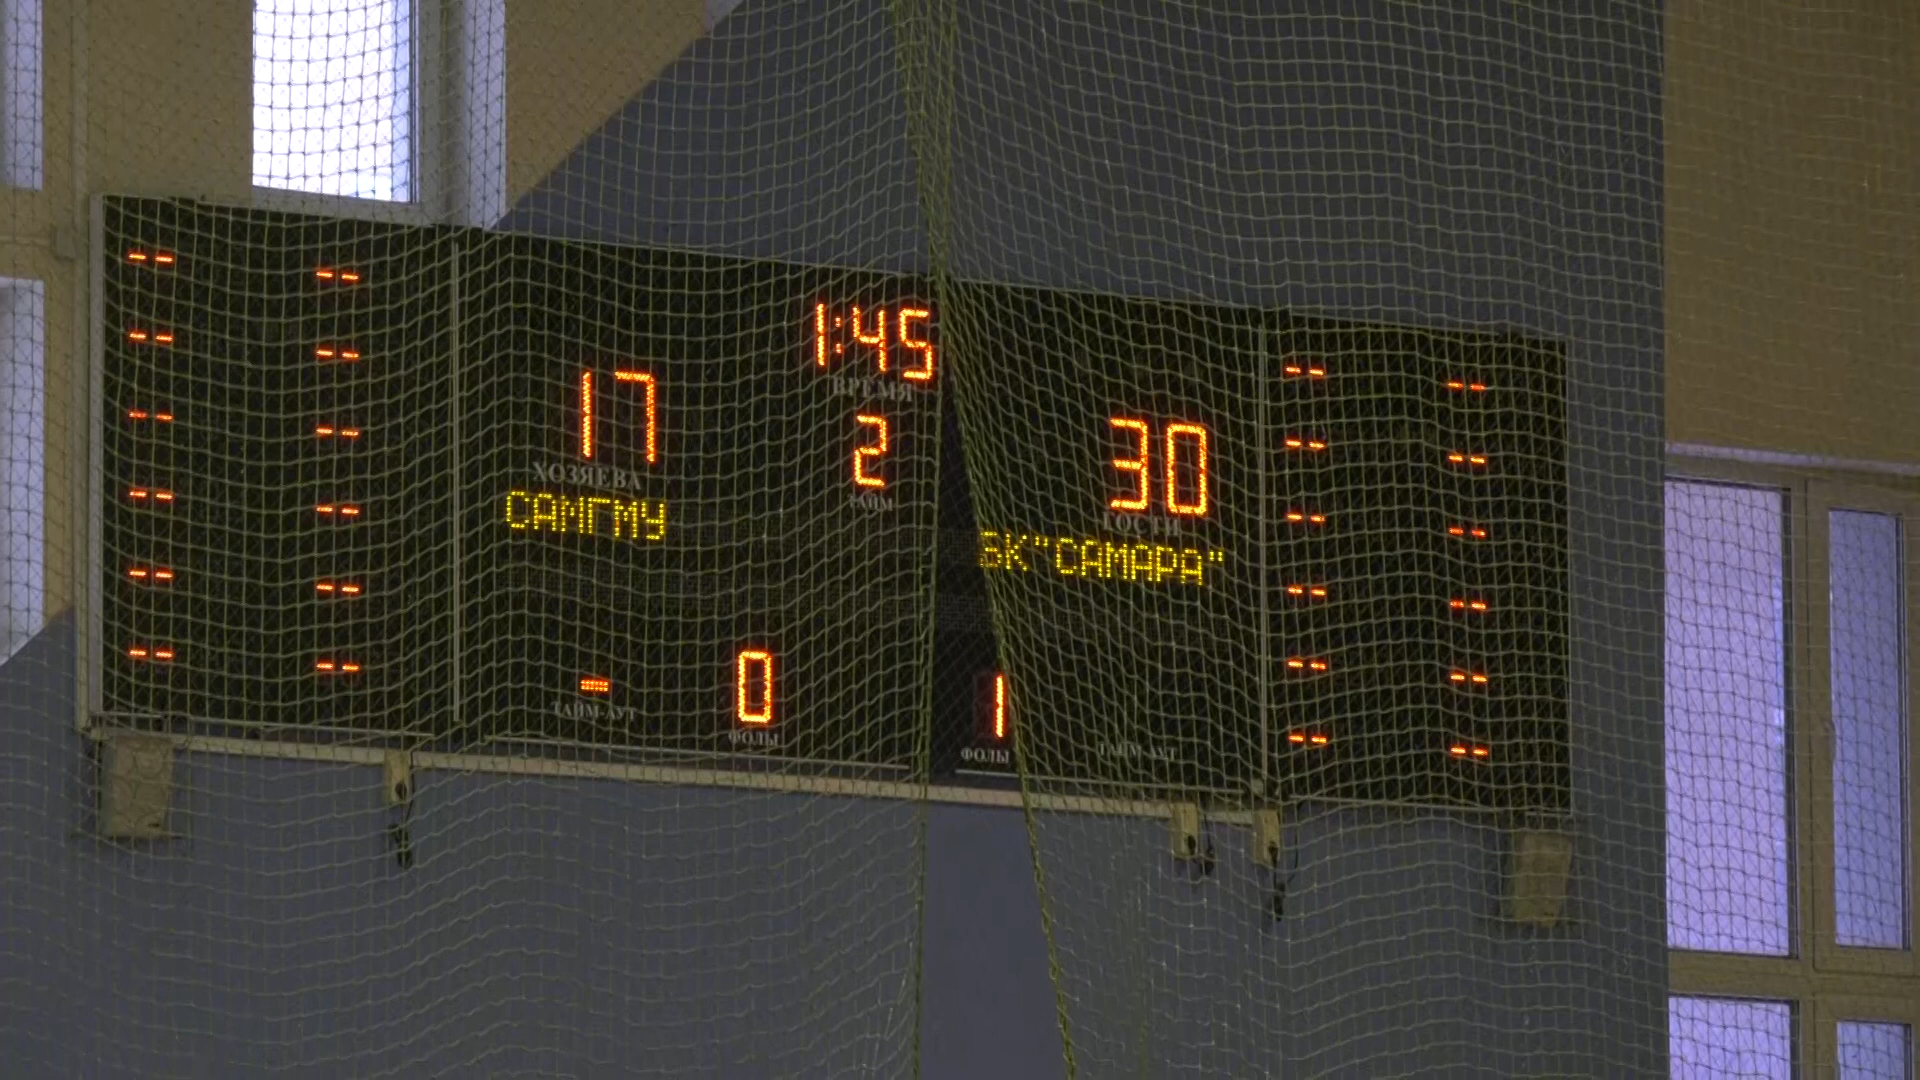 1:45
ВРЕМЯ
17
ХОЗЯЕВА
САМГМУ
2
ТАЙМ
30
ГОСТИ
БК"САМАРА"
-
ТАЙМ-АУТ
0
ФОЛЫ
1
ФОЛЫ
ТАЙМ-АУТ